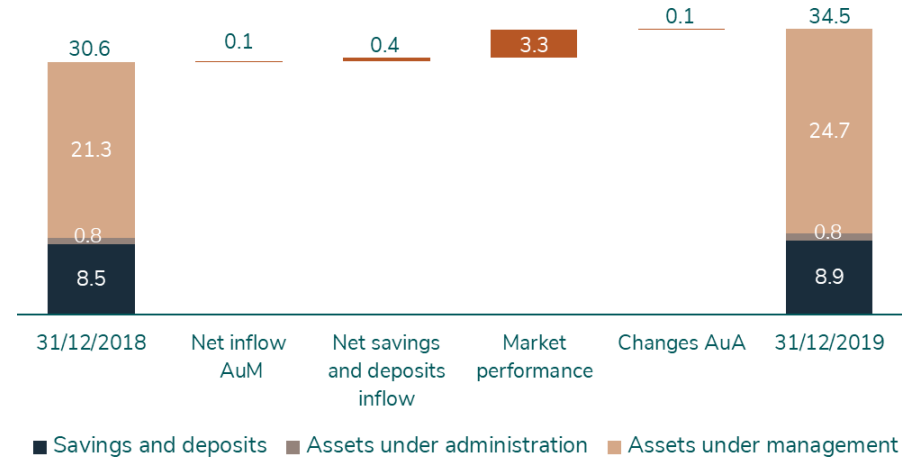 30.6
0.1
0.4
3.3
0.1
34.5
21.3
24.7
0.8
0.8
8.5
8.9
31/12/2018
Net inflow
AuM
Net savings
and deposits
inflow
Market
performance
Changes AuA
31/12/2019
Savings and deposits
Assets under administration
Assets under management